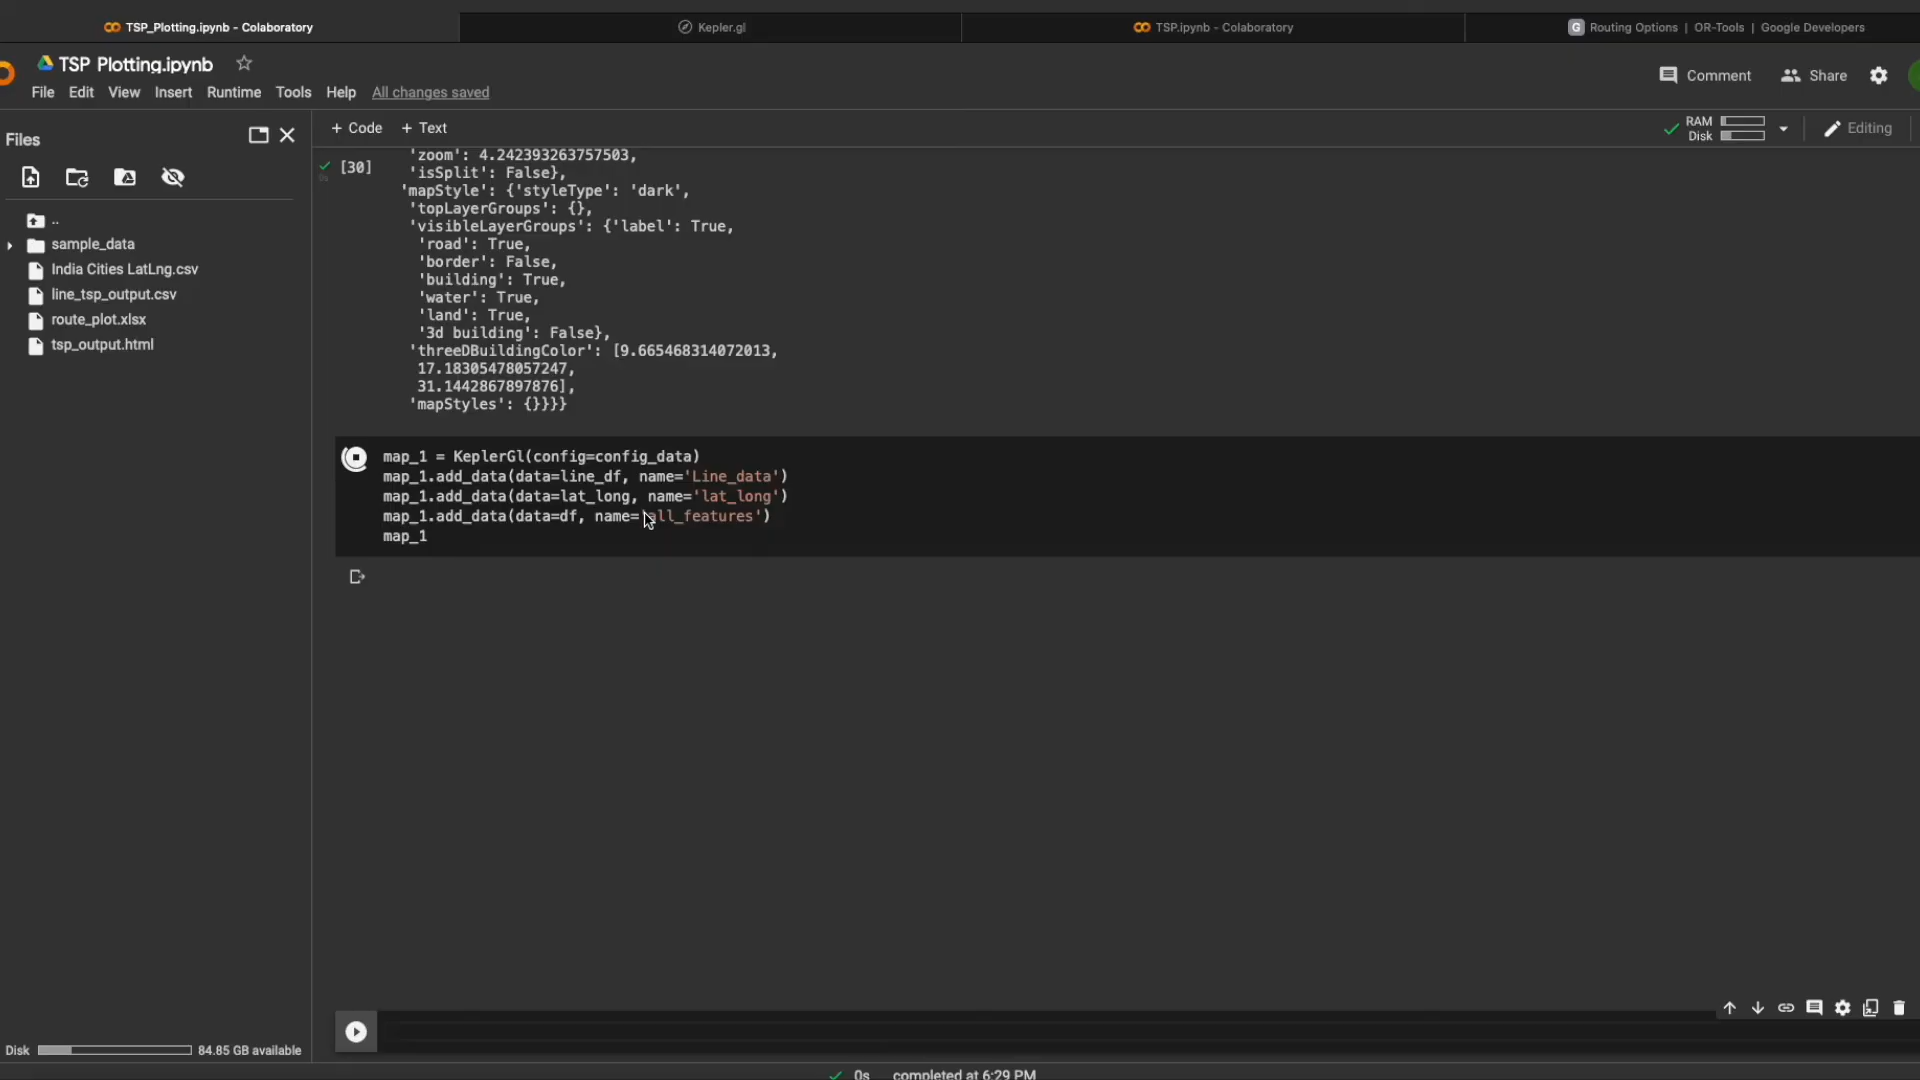 TSP_Plotting.ipynb - Colaboratory
Kepler.gl
TSP.ipynb - Colaboratory
G Routing Options | OR-Tools | Google Developers
TSP Plotting.ipynb
File Edit View Insert Runtime Tools Help All changes saved
Comment Share
Files
+ Code + Text
RAM
Disk
Editing
..
sample_data
India Cities LatLng.csv
line_tsp_output.csv
route_plot.xlsx
tsp_output.html
[30]
'zoom': 4.242393263757503,
'isSplit': False},
'mapStyle': {'styleType': 'dark',
'topLayerGroups': {},
'visibleLayerGroups': {'label': True,
'road': True,
'border': False,
'building': True,
'water': True,
'land': True,
'3d building': False},
'threeDBuildingColor': [9.665468314072013,
17.18305478057247,
31.1442867897876],
'mapStyles': {}}}}
map_1 = KeplerGl(config=config_data)
map_1.add_data(data=line_df, name='Line_data')
map_1.add_data(data=lat_long, name='lat_long')
map_1.add_data(data=df, name='all_features')
map_1
Disk 84.85 GB available
0s completed at 6:29 PM